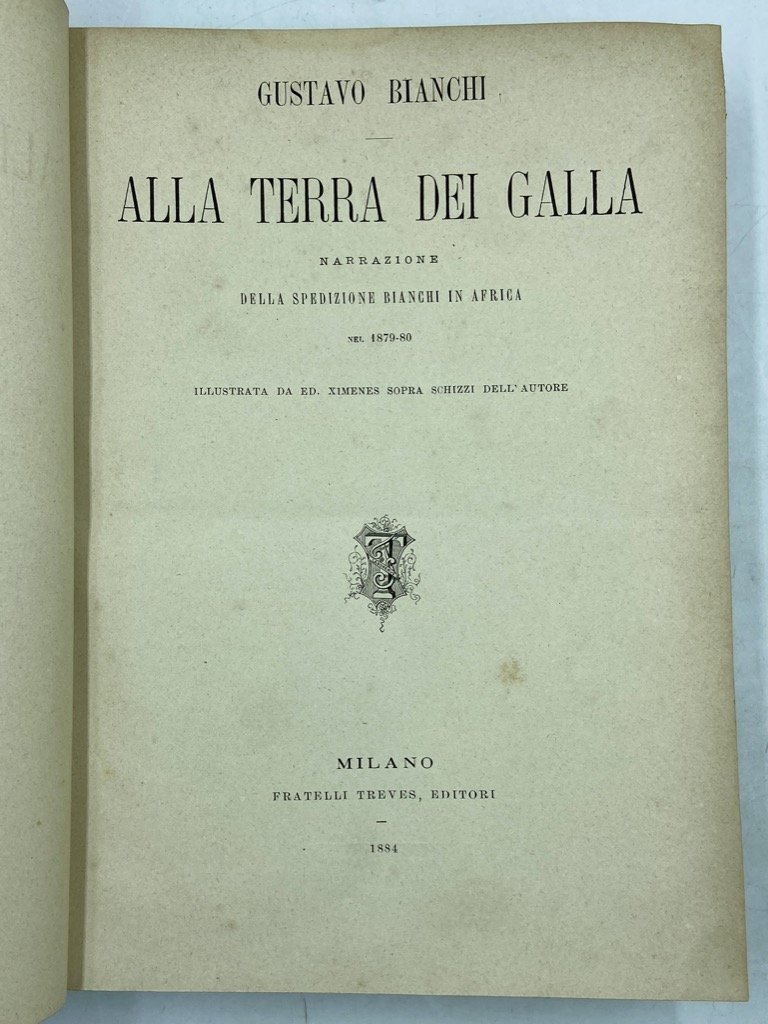 GUSTAVO BIANCHI
ALLA TERRA DEI GALLA
NARRAZIONE
DELLA SPEDIZIONE BIANCHI IN AFRICA
NEL 1879-80
ILLUSTRATA DA ED. XIMENES SOPRA SCHIZZI DELL'AUTORE
MILANO
FRATELLI TREVES, EDITORI
1884